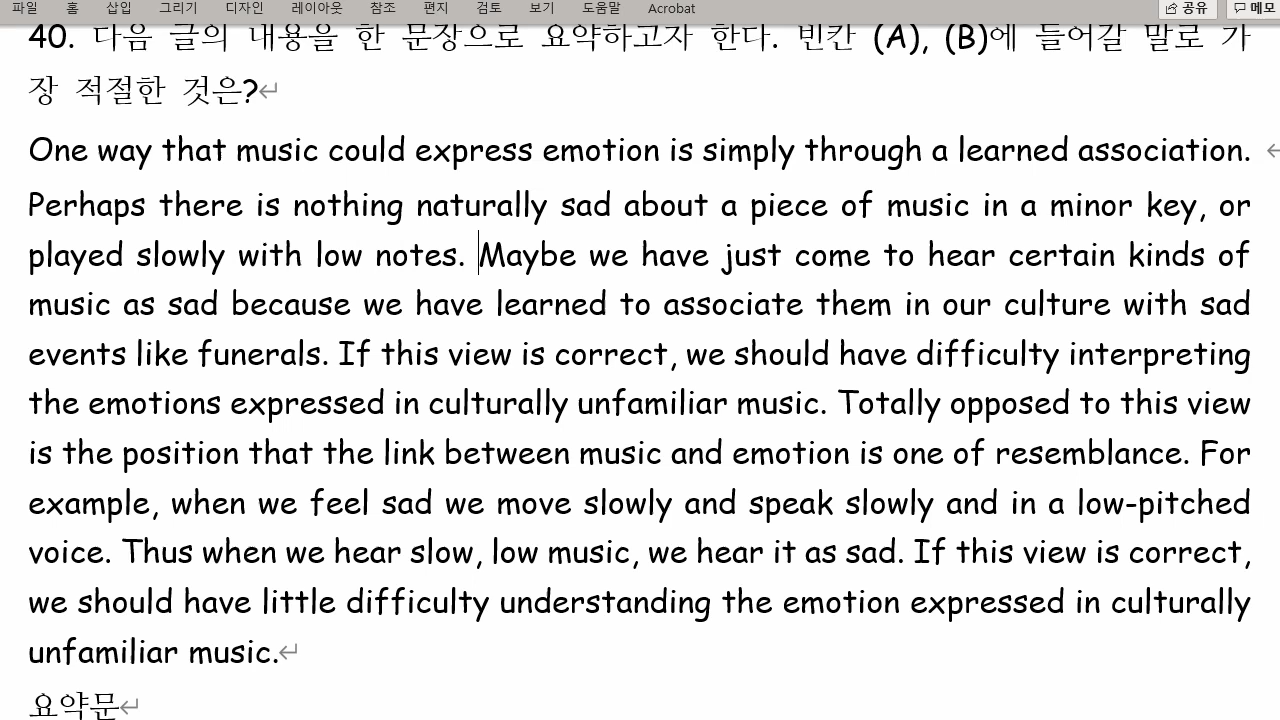 파일 홈 삽입 그리기 디자인 레이아웃 참조 편지 검토 보기 도움말 Acrobat 공유 메모
40. 다음 글의 내용을 한 문장으로 요약하고자 한다. 빈칸 (A), (B)에 들어갈 말로 가
장 적절한 것은?
One way that music could express emotion is simply through a learned association.
Perhaps there is nothing naturally sad about a piece of music in a minor key, or
played slowly with low notes. Maybe we have just come to hear certain kinds of
music as sad because we have learned to associate them in our culture with sad
events like funerals. If this view is correct, we should have difficulty interpreting
the emotions expressed in culturally unfamiliar music. Totally opposed to this view
is the position that the link between music and emotion is one of resemblance. For
example, when we feel sad we move slowly and speak slowly and in a low-pitched
voice. Thus when we hear slow, low music, we hear it as sad. If this view is correct,
we should have little difficulty understanding the emotion expressed in culturally
unfamiliar music.
요약문